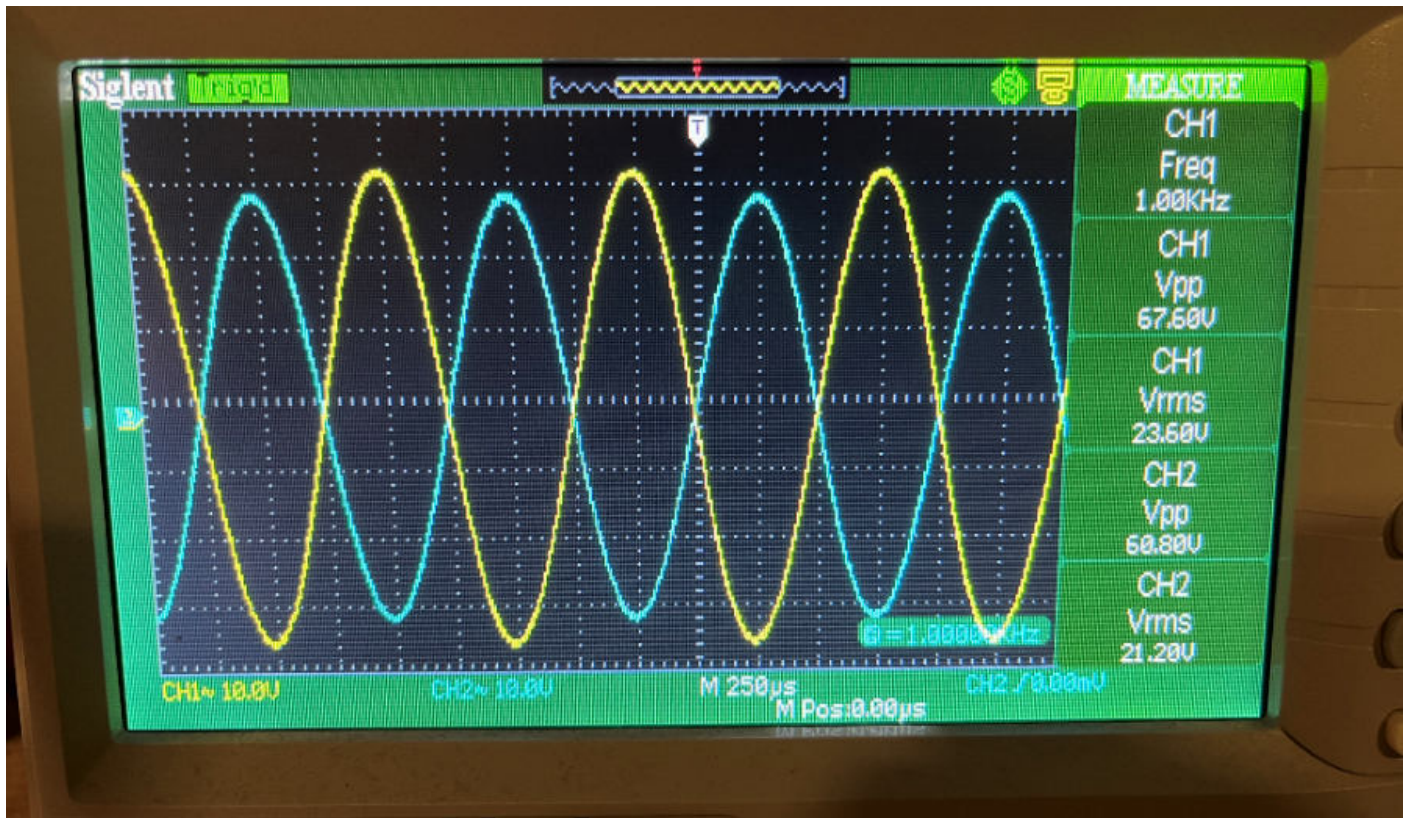 Siglent Trig'd MEASURE
T
CH1
Freq
1.00KHz
CH1
Vpp
67.60V
CH1
Vrms
23.60V
CH2
Vpp
60.80V
CH2
Vrms
21.20V
CH1~ 10.0V CH2~ 10.0V M 250µs CH2 / 0.00mV
M Pos:0.00µs